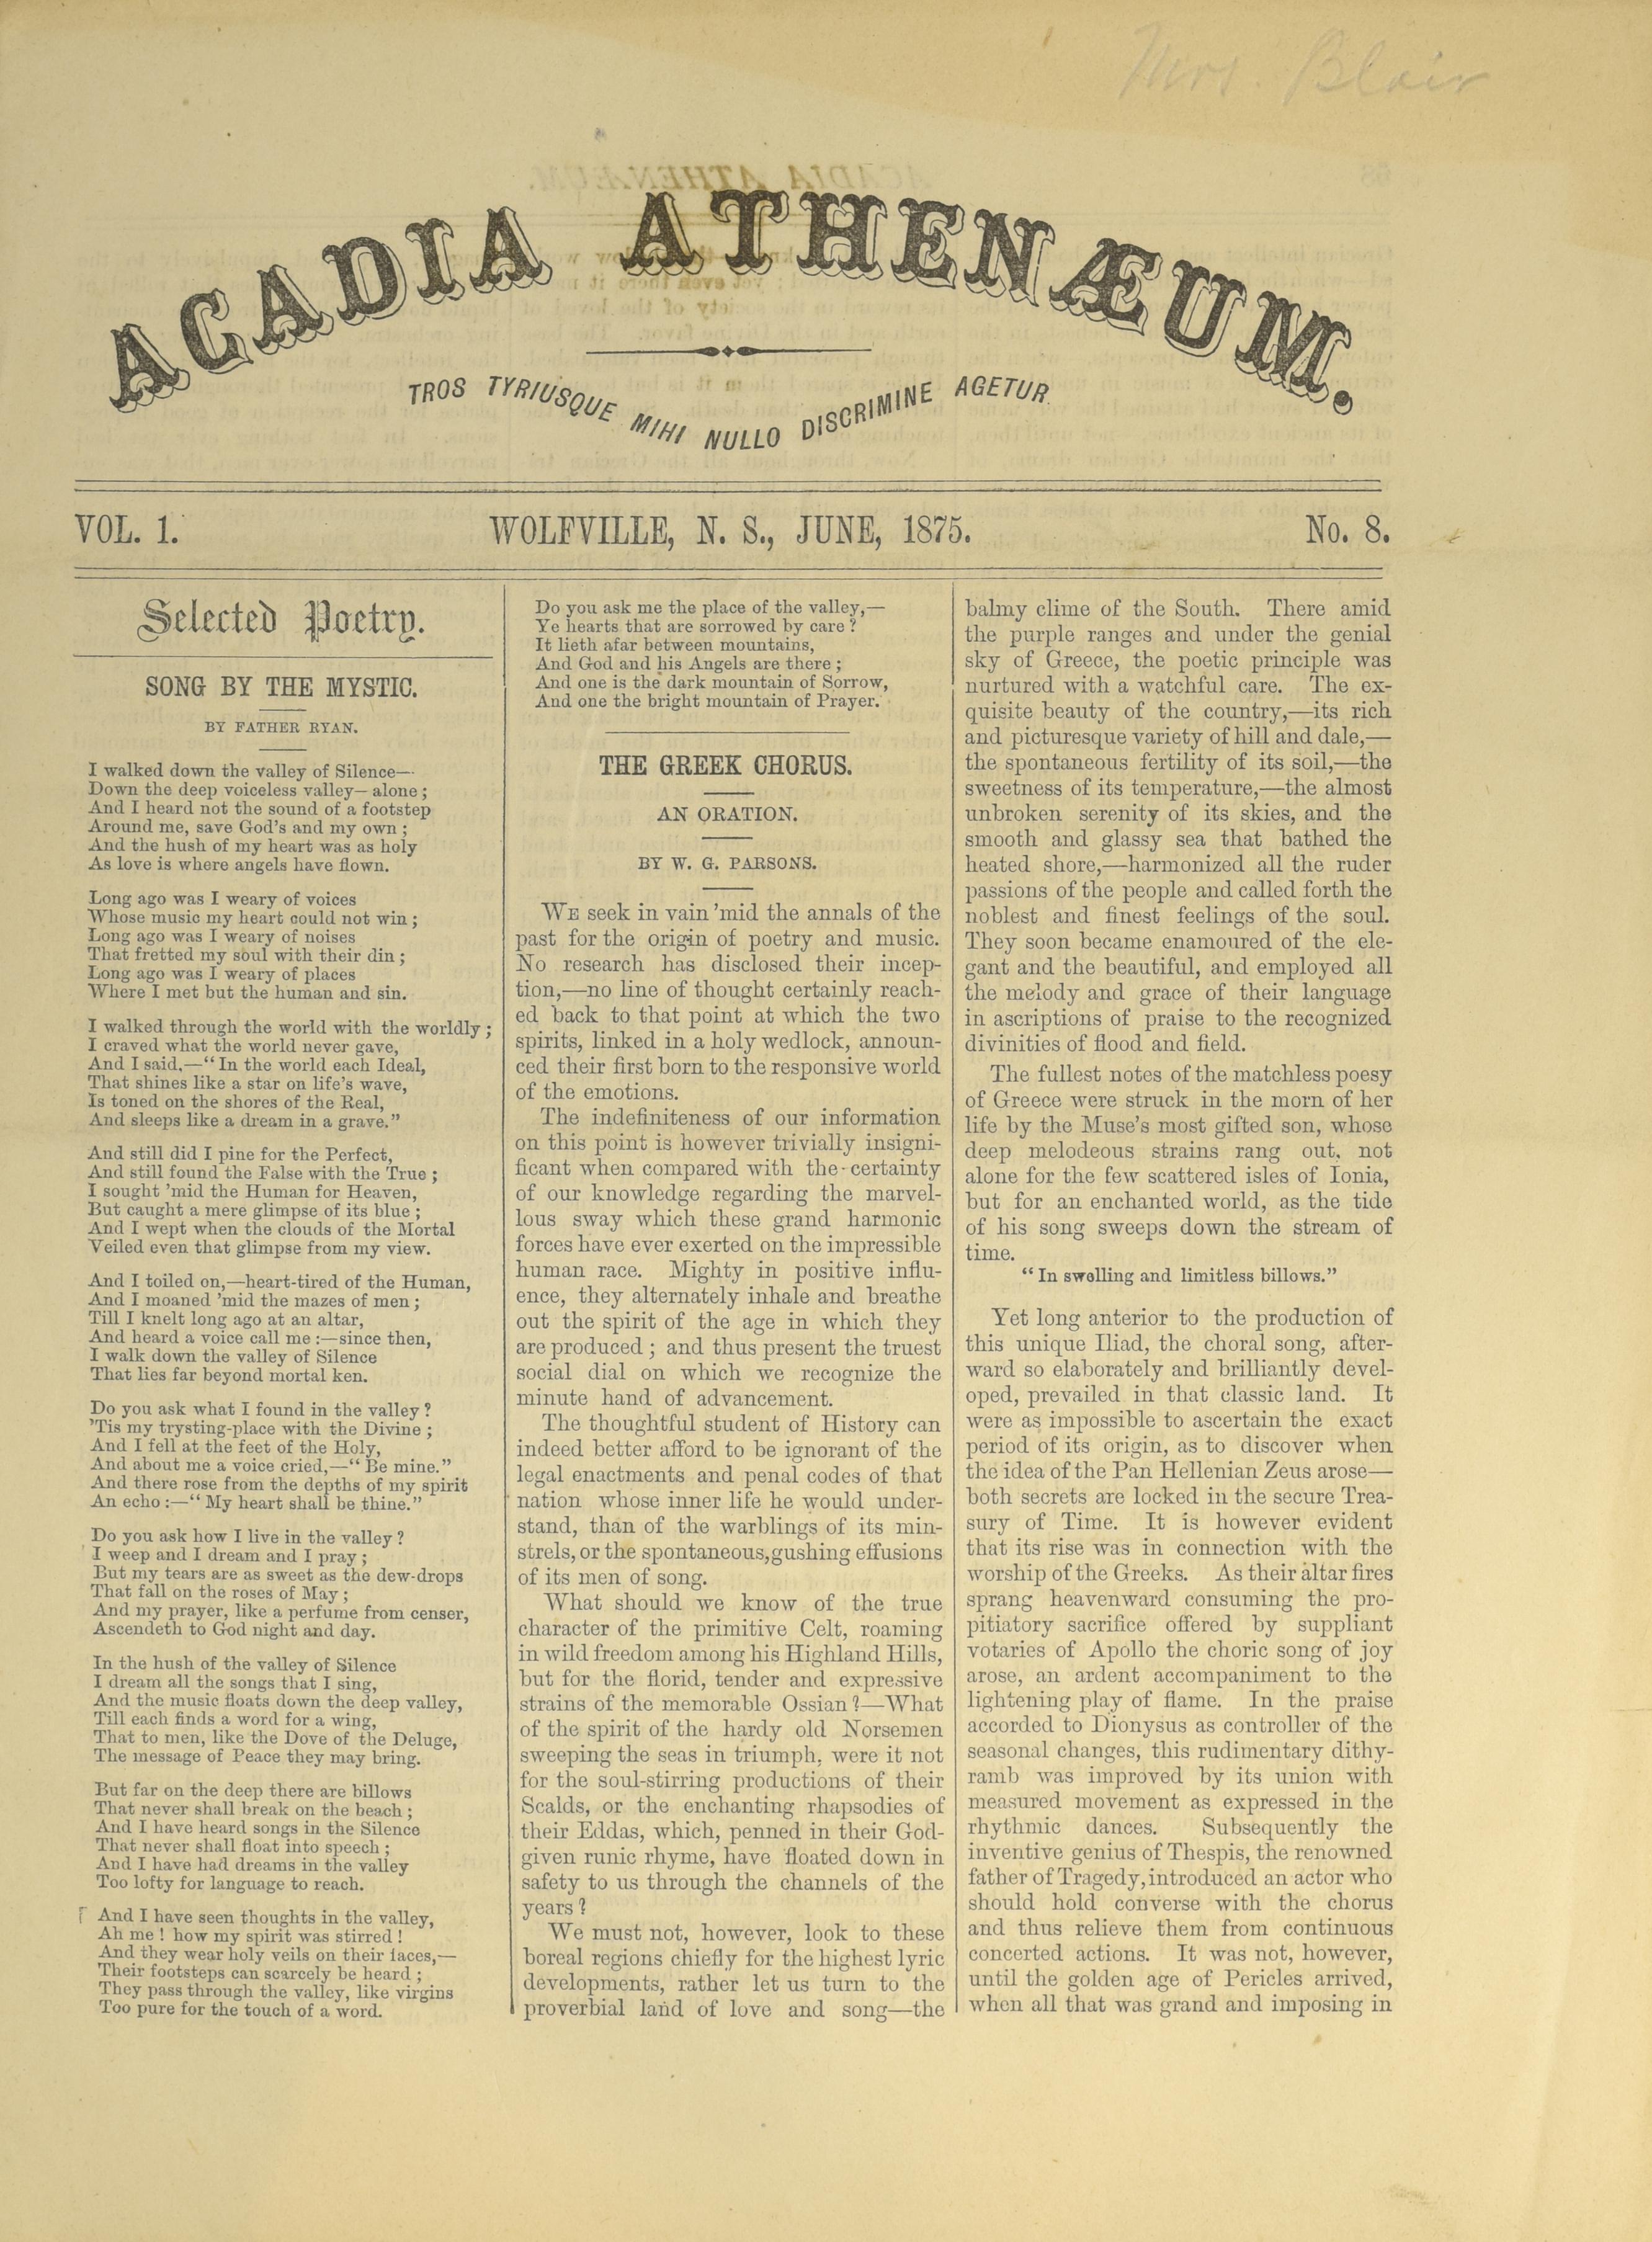 Mrs. Blair
ACADIA ATHENÆUM.
TROS TYRIUSQUE MIHI NULLO DISCRIMINE AGETUR.
VOL. 1. WOLFVILLE, N. S., JUNE, 1875. No. 8.
Selected Poetry.
SONG BY THE MYSTIC.
BY FATHER RYAN.
I walked down the valley of Silence—
Down the deep voiceless valley—alone;
And I heard not the sound of a footstep
Around me, save God's and my own;
And the hush of my heart was as holy
As love is where angels have flown.
Long ago was I weary of voices
Whose music my heart could not win;
Long ago was I weary of noises
That fretted my soul with their din;
Long ago was I weary of places
Where I met but the human and sin.
I walked through the world with the worldly;
I craved what the world never gave,
And I said,—"In the world each Ideal,
That shines like a star on life's wave,
Is toned on the shores of the Real,
And sleeps like a dream in a grave."
And still did I pine for the Perfect,
And still found the False with the True;
I sought 'mid the Human for Heaven,
But caught a mere glimpse of its blue;
And I wept when the clouds of the Mortal
Veiled even that glimpse from my view.
And I toiled on,—heart-tired of the Human,
And I moaned 'mid the mazes of men;
Till I knelt long ago at an altar,
And heard a voice call me:—since then,
I walk down the valley of Silence
That lies far beyond mortal ken.
Do you ask what I found in the valley?
'Tis my trysting-place with the Divine;
And I fell at the feet of the Holy,
And about me a voice cried,—"Be mine."
And there rose from the depths of my spirit
An echo:—"My heart shall be thine."
Do you ask how I live in the valley?
I weep and I dream and I pray;
But my tears are as sweet as the dew-drops
That fall on the roses of May;
And my prayer, like a perfume from censer,
Ascendeth to God night and day.
In the hush of the valley of Silence
I dream all the songs that I sing,
And the music floats down the deep valley,
Till each finds a word for a wing,
That to men, like the Dove of the Deluge,
The message of Peace they may bring.
But far on the deep there are billows
That never shall break on the beach;
And I have heard songs in the Silence
That never shall float into speech;
And I have had dreams in the valley
Too lofty for language to reach.
And I have seen thoughts in the valley,
Ah me! how my spirit was stirred!
And they wear holy veils on their faces,—
Their footsteps can scarcely be heard;
They pass through the valley, like virgins
Too pure for the touch of a word.
Do you ask me the place of the valley,—
Ye hearts that are sorrowed by care?
It lieth afar between mountains,
And God and his Angels are there;
And one is the dark mountain of Sorrow,
And one the bright mountain of Prayer.
THE GREEK CHORUS.
AN ORATION.
BY W. G. PARSONS.
WE seek in vain 'mid the annals of the
past for the origin of poetry and music.
No research has disclosed their incep-
tion,—no line of thought certainly reach-
ed back to that point at which the two
spirits, linked in a holy wedlock, announ-
ced their first born to the responsive world
of the emotions.
The indefiniteness of our information
on this point is however trivially insigni-
ficant when compared with the certainty
of our knowledge regarding the marvel-
lous sway which these grand harmonic
forces have ever exerted on the impressible
human race. Mighty in positive influ-
ence, they alternately inhale and breathe
out the spirit of the age in which they
are produced; and thus present the truest
social dial on which we recognize the
minute hand of advancement.
The thoughtful student of History can
indeed better afford to be ignorant of the
legal enactments and penal codes of that
nation whose inner life he would under-
stand, than of the warblings of its min-
strels, or the spontaneous, gushing effusions
of its men of song.
What should we know of the true
character of the primitive Celt, roaming
in wild freedom among his Highland Hills,
but for the florid, tender and expressive
strains of the memorable Ossian?—What
of the spirit of the hardy old Norsemen
sweeping the seas in triumph, were it not
for the soul-stirring productions of their
Scalds, or the enchanting rhapsodies of
their Eddas, which, penned in their God-
given runic rhyme, have floated down in
safety to us through the channels of the
years?
We must not, however, look to these
boreal regions chiefly for the highest lyric
developments, rather let us turn to the
proverbial land of love and song—the
balmy clime of the South. There amid
the purple ranges and under the genial
sky of Greece, the poetic principle was
nurtured with a watchful care. The ex-
quisite beauty of the country,—its rich
and picturesque variety of hill and dale,—
the spontaneous fertility of its soil,—the
sweetness of its temperature,—the almost
unbroken serenity of its skies, and the
smooth and glassy sea that bathed the
heated shore,—harmonized all the ruder
passions of the people and called forth the
noblest and finest feelings of the soul.
They soon became enamoured of the ele-
gant and the beautiful, and employed all
the melody and grace of their language
in ascriptions of praise to the recognized
divinities of flood and field.
The fullest notes of the matchless poesy
of Greece were struck in the morn of her
life by the Muse's most gifted son, whose
deep melodeous strains rang out, not
alone for the few scattered isles of Ionia,
but for an enchanted world, as the tide
of his song sweeps down the stream of
time.
"In swelling and limitless billows."
Yet long anterior to the production of
this unique Iliad, the choral song, after-
ward so elaborately and brilliantly devel-
oped, prevailed in that classic land. It
were as impossible to ascertain the exact
period of its origin, as to discover when
the idea of the Pan Hellenian Zeus arose—
both secrets are locked in the secure Trea-
sury of Time. It is however evident
that its rise was in connection with the
worship of the Greeks. As their altar fires
sprang heavenward consuming the pro-
pitiatory sacrifice offered by suppliant
votaries of Apollo the choric song of joy
arose, an ardent accompaniment to the
lightening play of flame. In the praise
accorded to Dionysus as controller of the
seasonal changes, this rudimentary dithy-
ramb was improved by its union with
measured movement as expressed in the
rhythmic dances. Subsequently the
inventive genius of Thespis, the renowned
father of Tragedy, introduced an actor who
should hold converse with the chorus
and thus relieve them from continuous
concerted actions. It was not, however,
until the golden age of Pericles arrived,
when all that was grand and imposing in